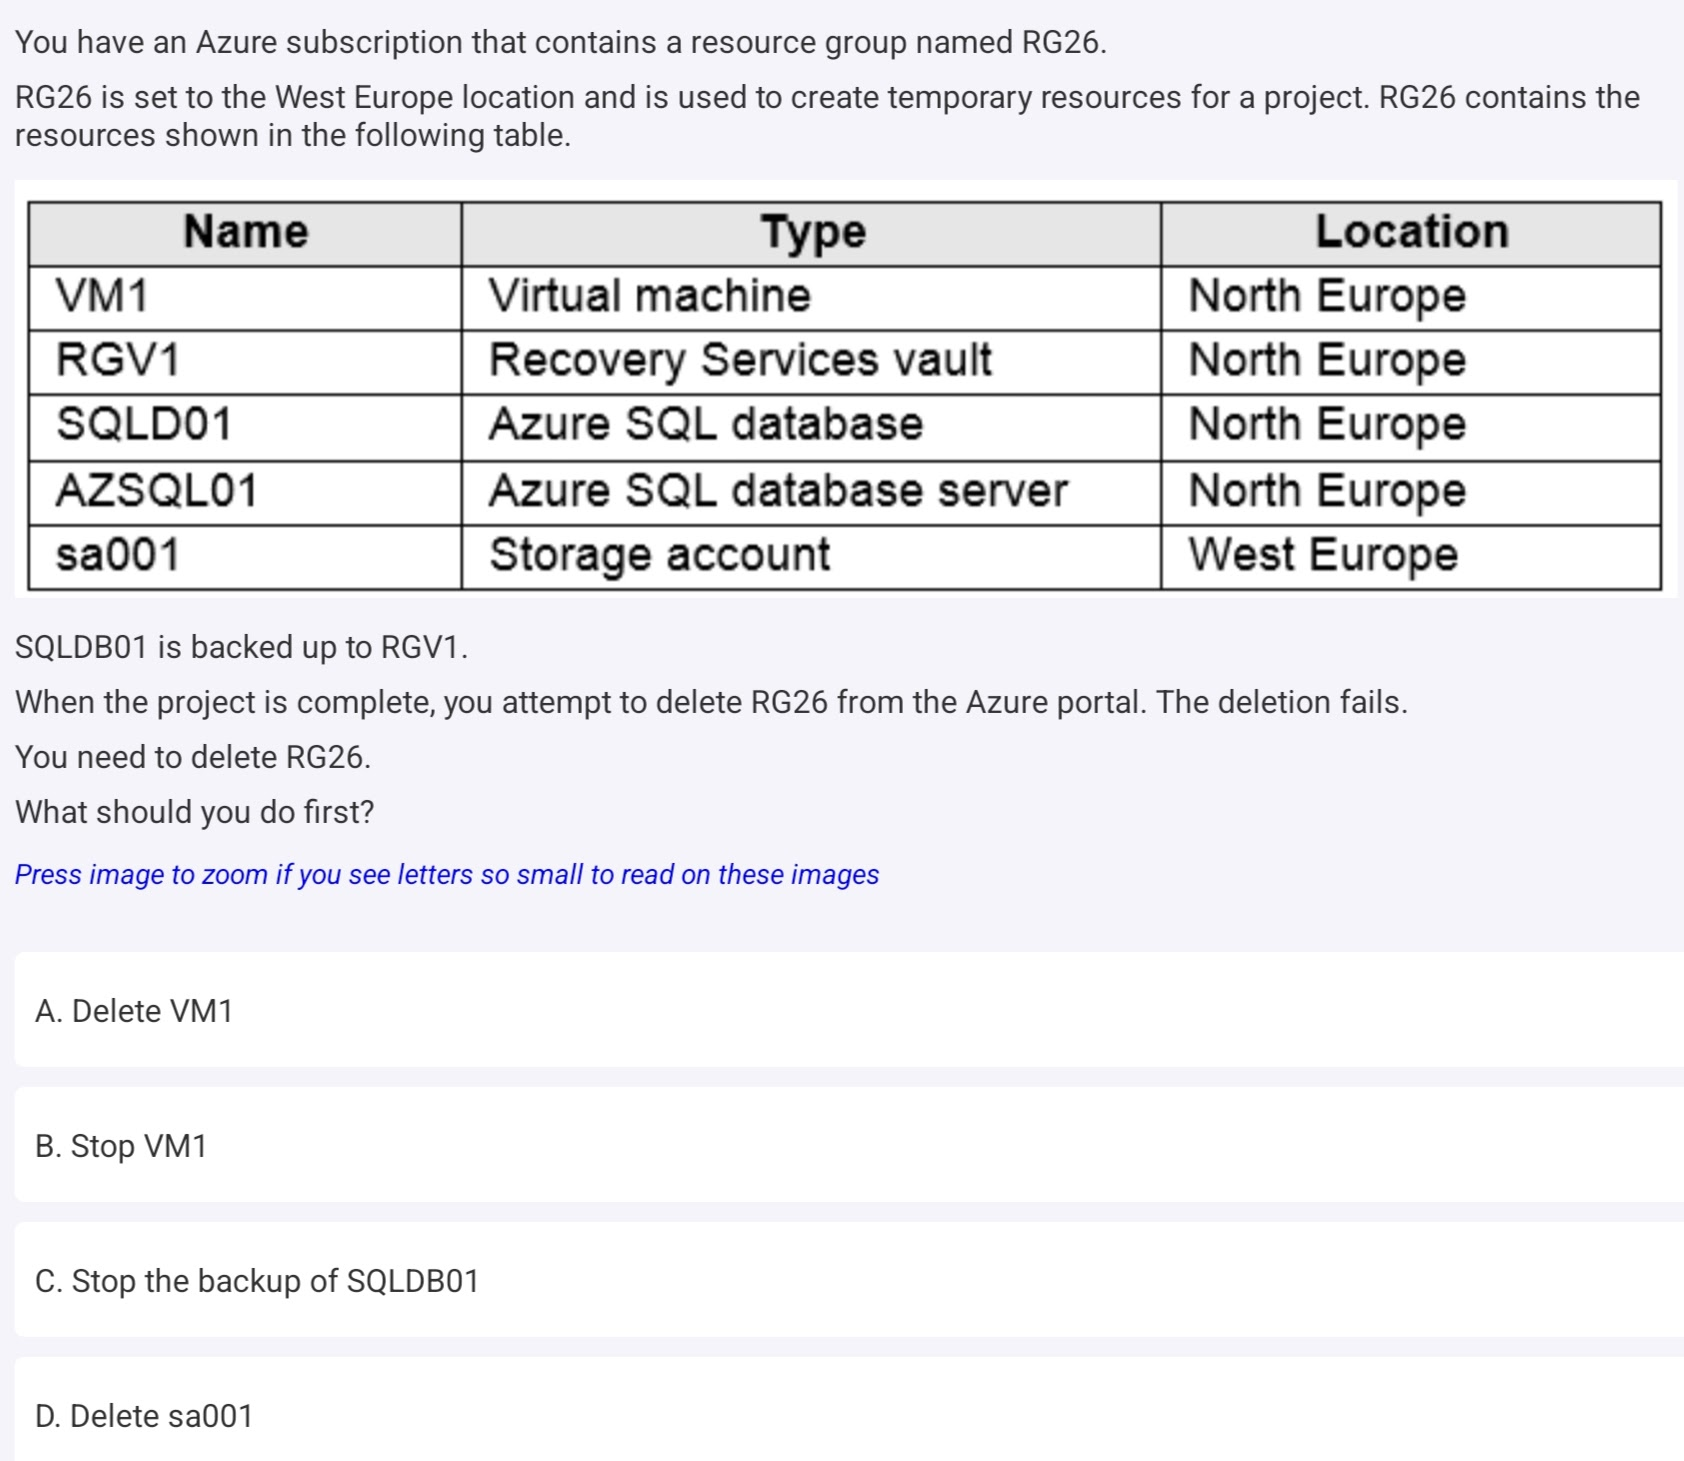 You have an Azure subscription that contains a resource group named RG26.
RG26 is set to the West Europe location and is used to create temporary resources for a project. RG26 contains the
resources shown in the following table.
Name Type Location
VM1 Virtual machine North Europe
RGV1 Recovery Services vault North Europe
SQLD01 Azure SQL database North Europe
AZSQL01 Azure SQL database server North Europe
sa001 Storage account West Europe
SQLDB01 is backed up to RGV1.
When the project is complete, you attempt to delete RG26 from the Azure portal. The deletion fails.
You need to delete RG26.
What should you do first?
Press image to zoom if you see letters so small to read on these images
A. Delete VM1
B. Stop VM1
C. Stop the backup of SQLDB01
D. Delete sa001